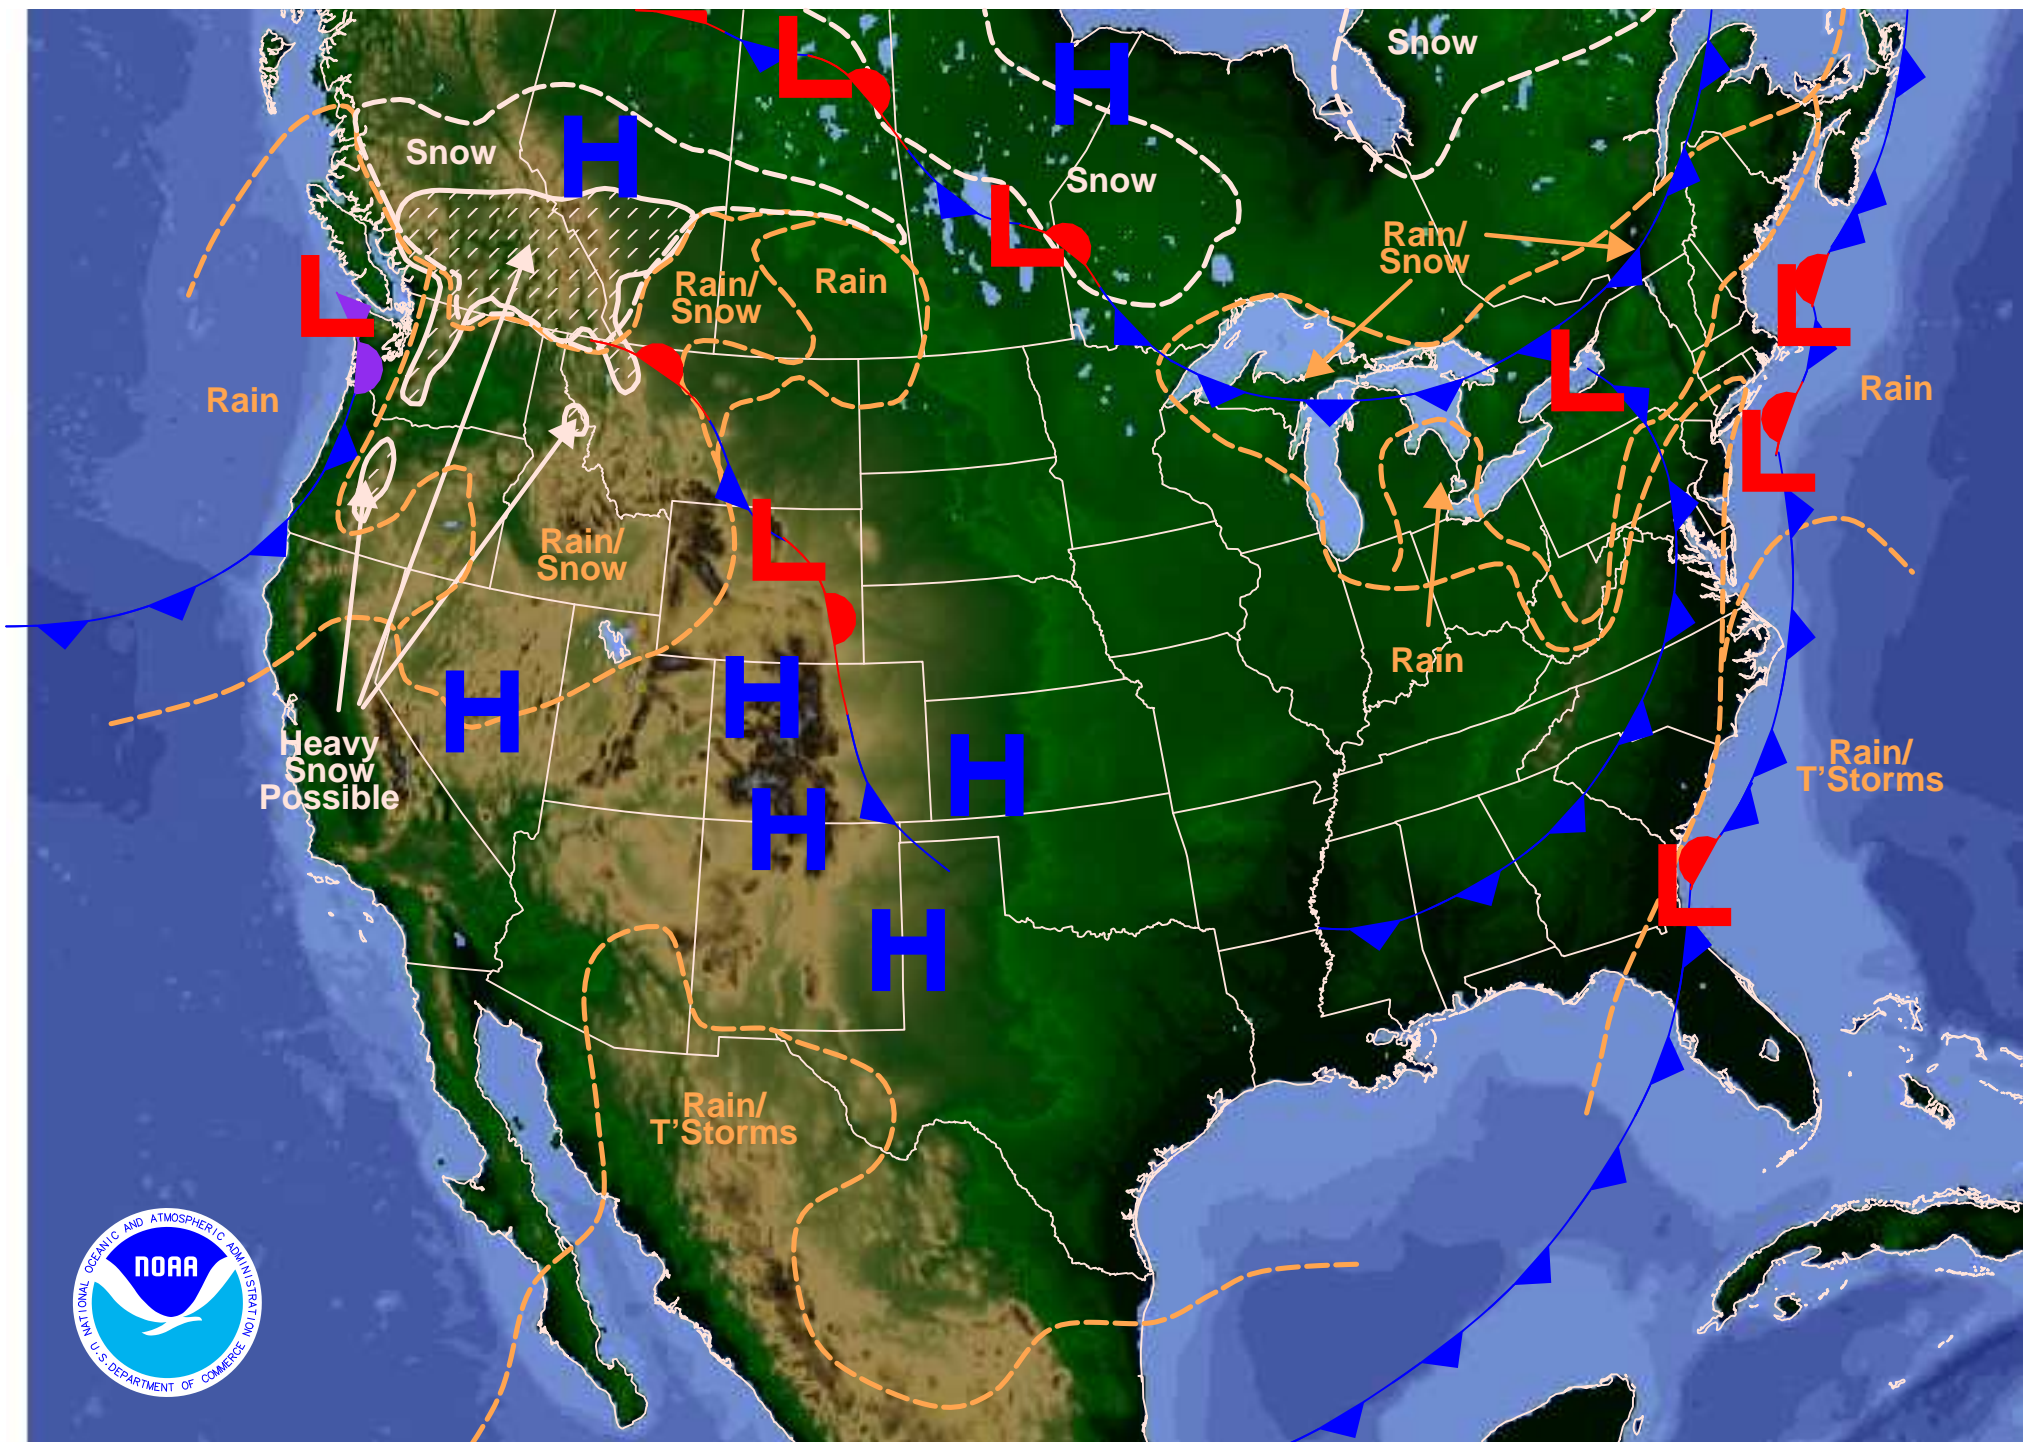 Snow
H
L
Snow
H
Snow
L
Rain/
Snow
Rain/
Snow
Rain
L
L
L
Rain
Rain
L
L
Rain/
Snow
Rain
H
H
H
H
Heavy
Snow
Possible
Rain/
T'Storms
L
H
Rain/
T'Storms
NATIONAL OCEANIC AND ATMOSPHERIC ADMINISTRATION
NOAA
U.S. DEPARTMENT OF COMMERCE